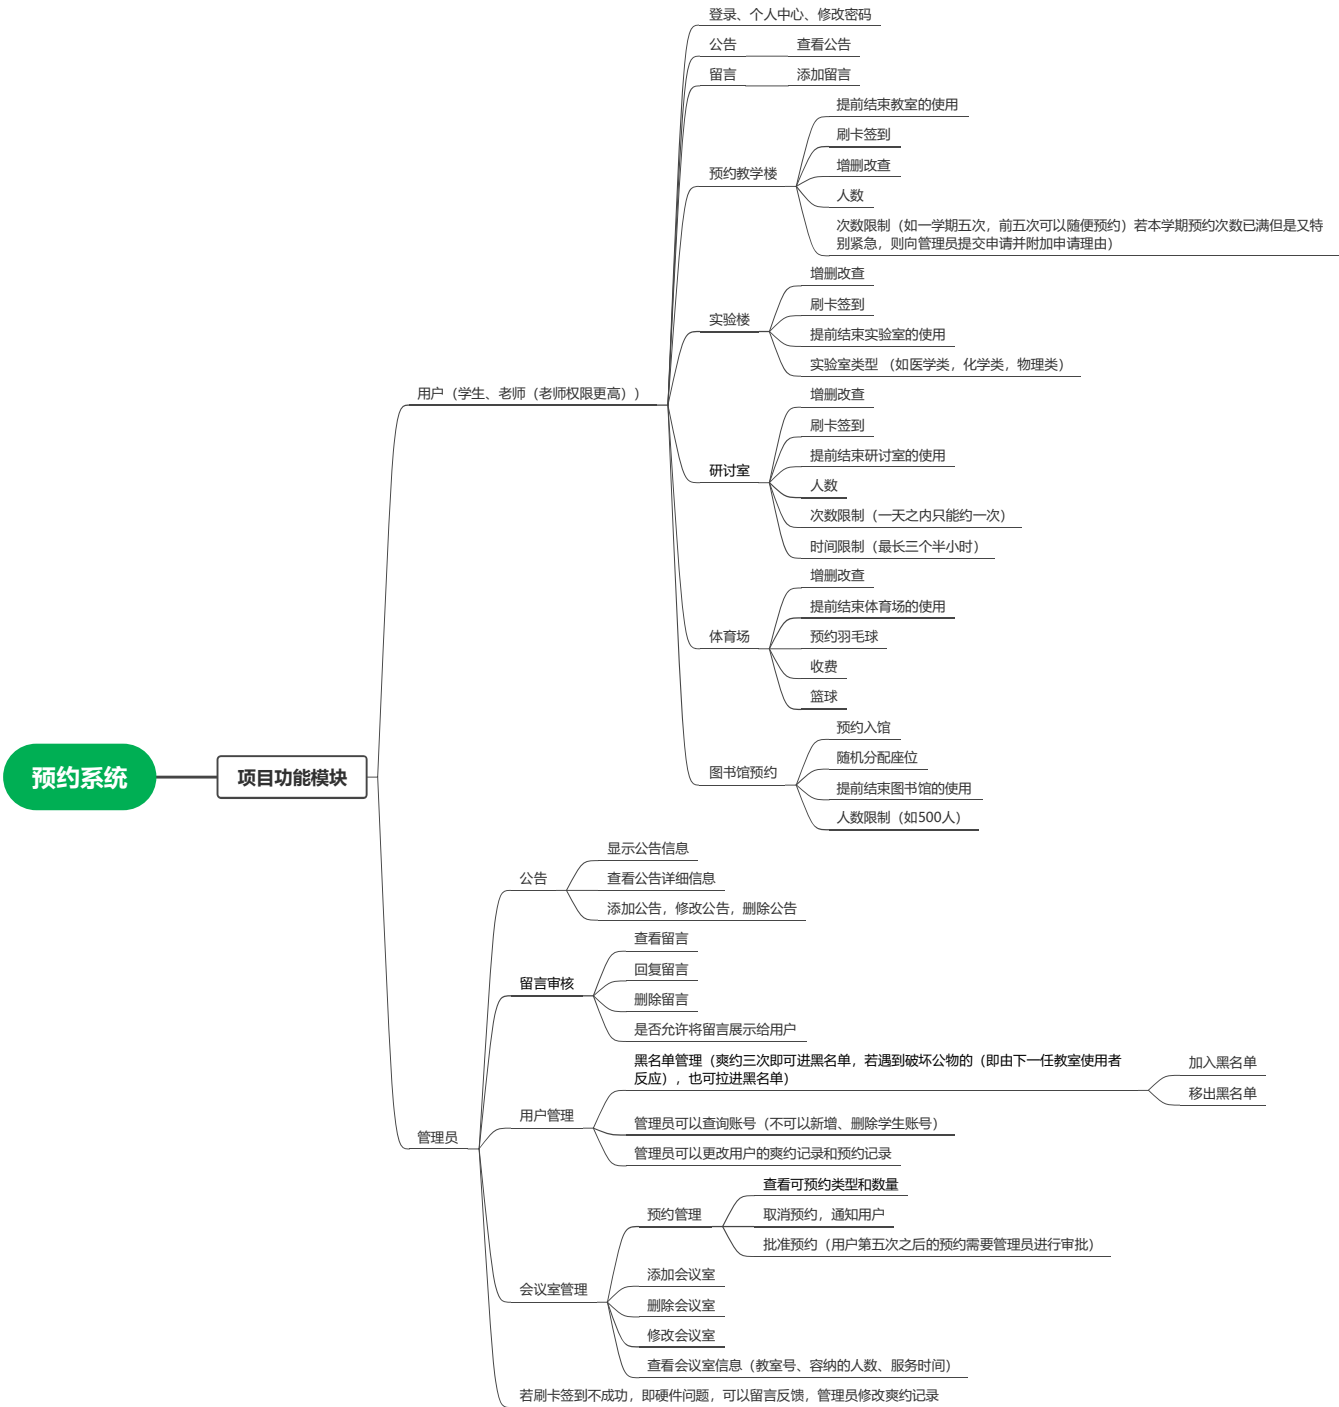 登录、个人中心、修改密码
公告
查看公告
留言
添加留言
提前结束教室的使用
刷卡签到
预约教学楼
增删改查
人数
次数限制（如一学期五次，前五次可以随便预约）若本学期预约次数已满但是又特
别紧急，则向管理员提交申请并附加申请理由）
增删改查
刷卡签到
实验楼
提前结束实验室的使用
实验室类型 （如医学类，化学类，物理类）
用户（学生、老师（老师权限更高））
增删改查
刷卡签到
提前结束研讨室的使用
研讨室
人数
次数限制（一天之内只能约一次）
时间限制（最长三个半小时）
增删改查
提前结束体育场的使用
体育场
预约羽毛球
收费
篮球
预约入馆
随机分配座位
图书馆预约
提前结束图书馆的使用
人数限制（如500人）
预约系统
项目功能模块
显示公告信息
公告
查看公告详细信息
添加公告，修改公告，删除公告
查看留言
回复留言
留言审核
删除留言
是否允许将留言展示给用户
黑名单管理（爽约三次即可进黑名单，若遇到破坏公物的（即由下一任教室使用者
反应），也可拉进黑名单）
加入黑名单
移出黑名单
用户管理
管理员可以查询账号（不可以新增、删除学生账号）
管理员可以更改用户的爽约记录和预约记录
管理员
查看可预约类型和数量
预约管理
取消预约，通知用户
批准预约（用户第五次之后的预约需要管理员进行审批）
添加会议室
会议室管理
删除会议室
修改会议室
查看会议室信息（教室号、容纳的人数、服务时间）
若刷卡签到不成功，即硬件问题，可以留言反馈，管理员修改爽约记录